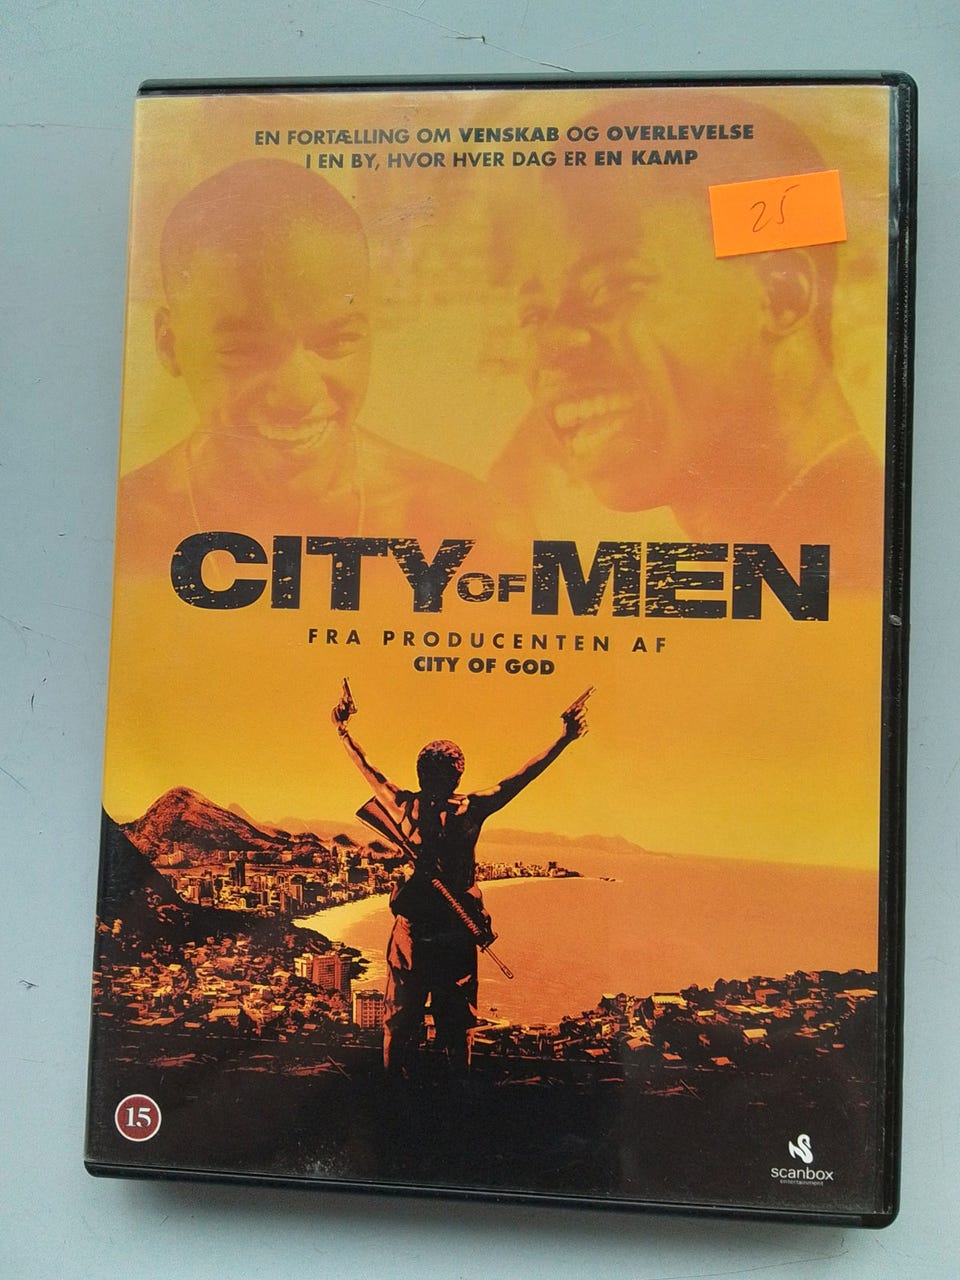 EN FORTÆLLING OM VENSKAB OG OVERLEVELSE
I EN BY, HVOR HVER DAG ER EN KAMP
25
CITY OF MEN
FRA PRODUCENTEN AF
CITY OF GOD
15
scanbox
entertainment